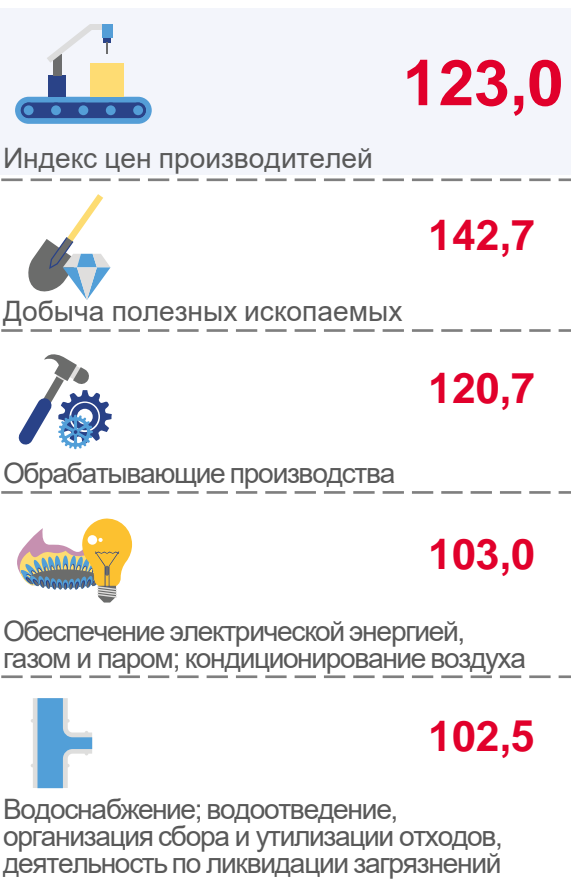 123,0
Индекс цен производителей
142,7
Добыча полезных ископаемых
120,7
Обрабатывающие производства
103,0
Обеспечение электрической энергией,
газом и паром; кондиционирование воздуха
102,5
Водоснабжение; водоотведение,
организация сбора и утилизации отходов,
деятельность по ликвидации загрязнений